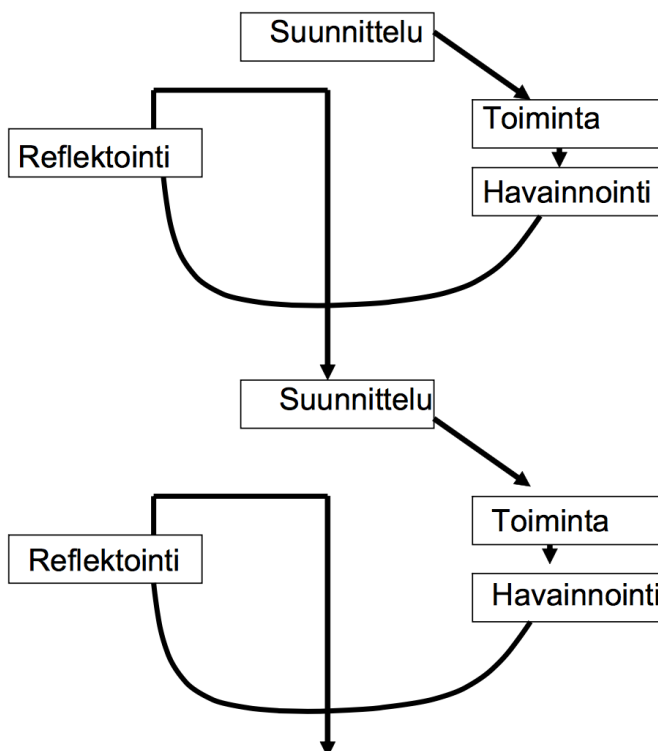 Suunnittelu
Toiminta
Reflektointi
Havainnointi
Suunnittelu
Toiminta
Reflektointi
Havainnointi